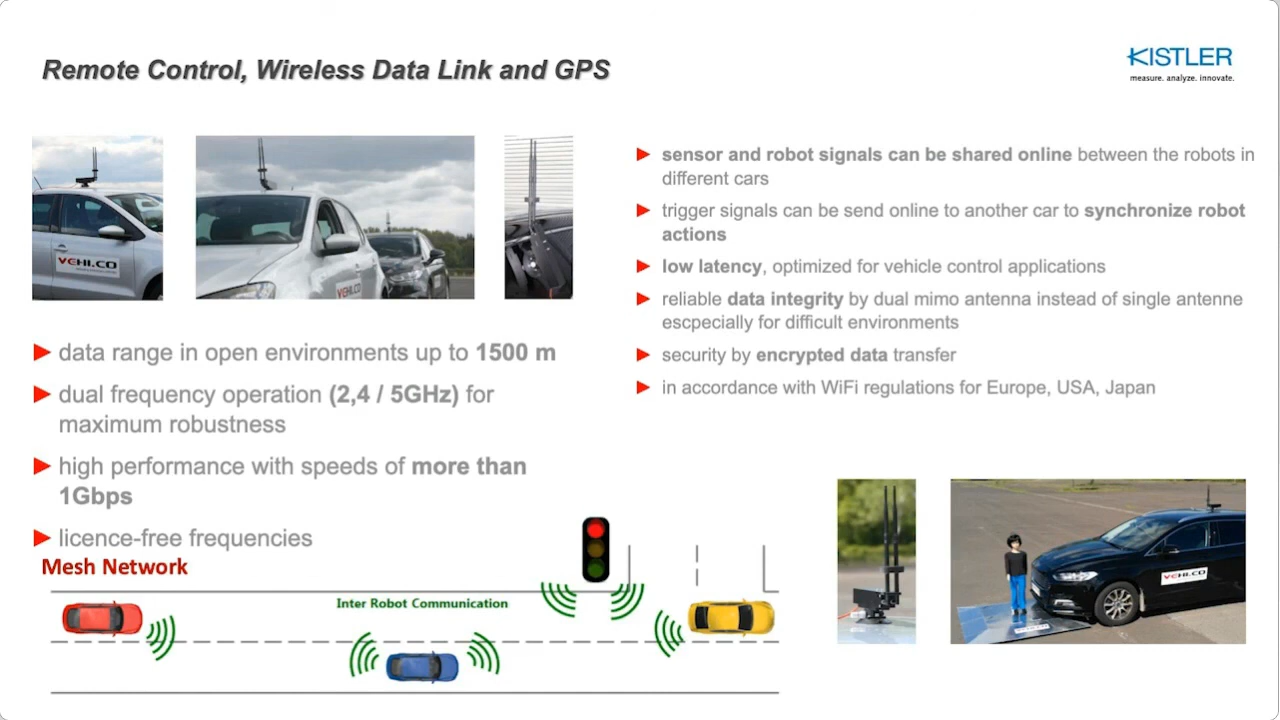 Remote Control, Wireless Data Link and GPS
KISTLER
measure. analyze. innovate.
VEHI.CO
VEHI.CO
data range in open environments up to 1500 m
dual frequency operation (2,4 / 5GHz) for
maximum robustness
high performance with speeds of more than
1Gbps
licence-free frequencies
sensor and robot signals can be shared online between the robots in
different cars
trigger signals can be send online to another car to synchronize robot
actions
low latency, optimized for vehicle control applications
reliable data integrity by dual mimo antenna instead of single antenne
escpecially for difficult environments
security by encrypted data transfer
in accordance with WiFi regulations for Europe, USA, Japan
Mesh Network
Inter Robot Communication
VEHI.CO